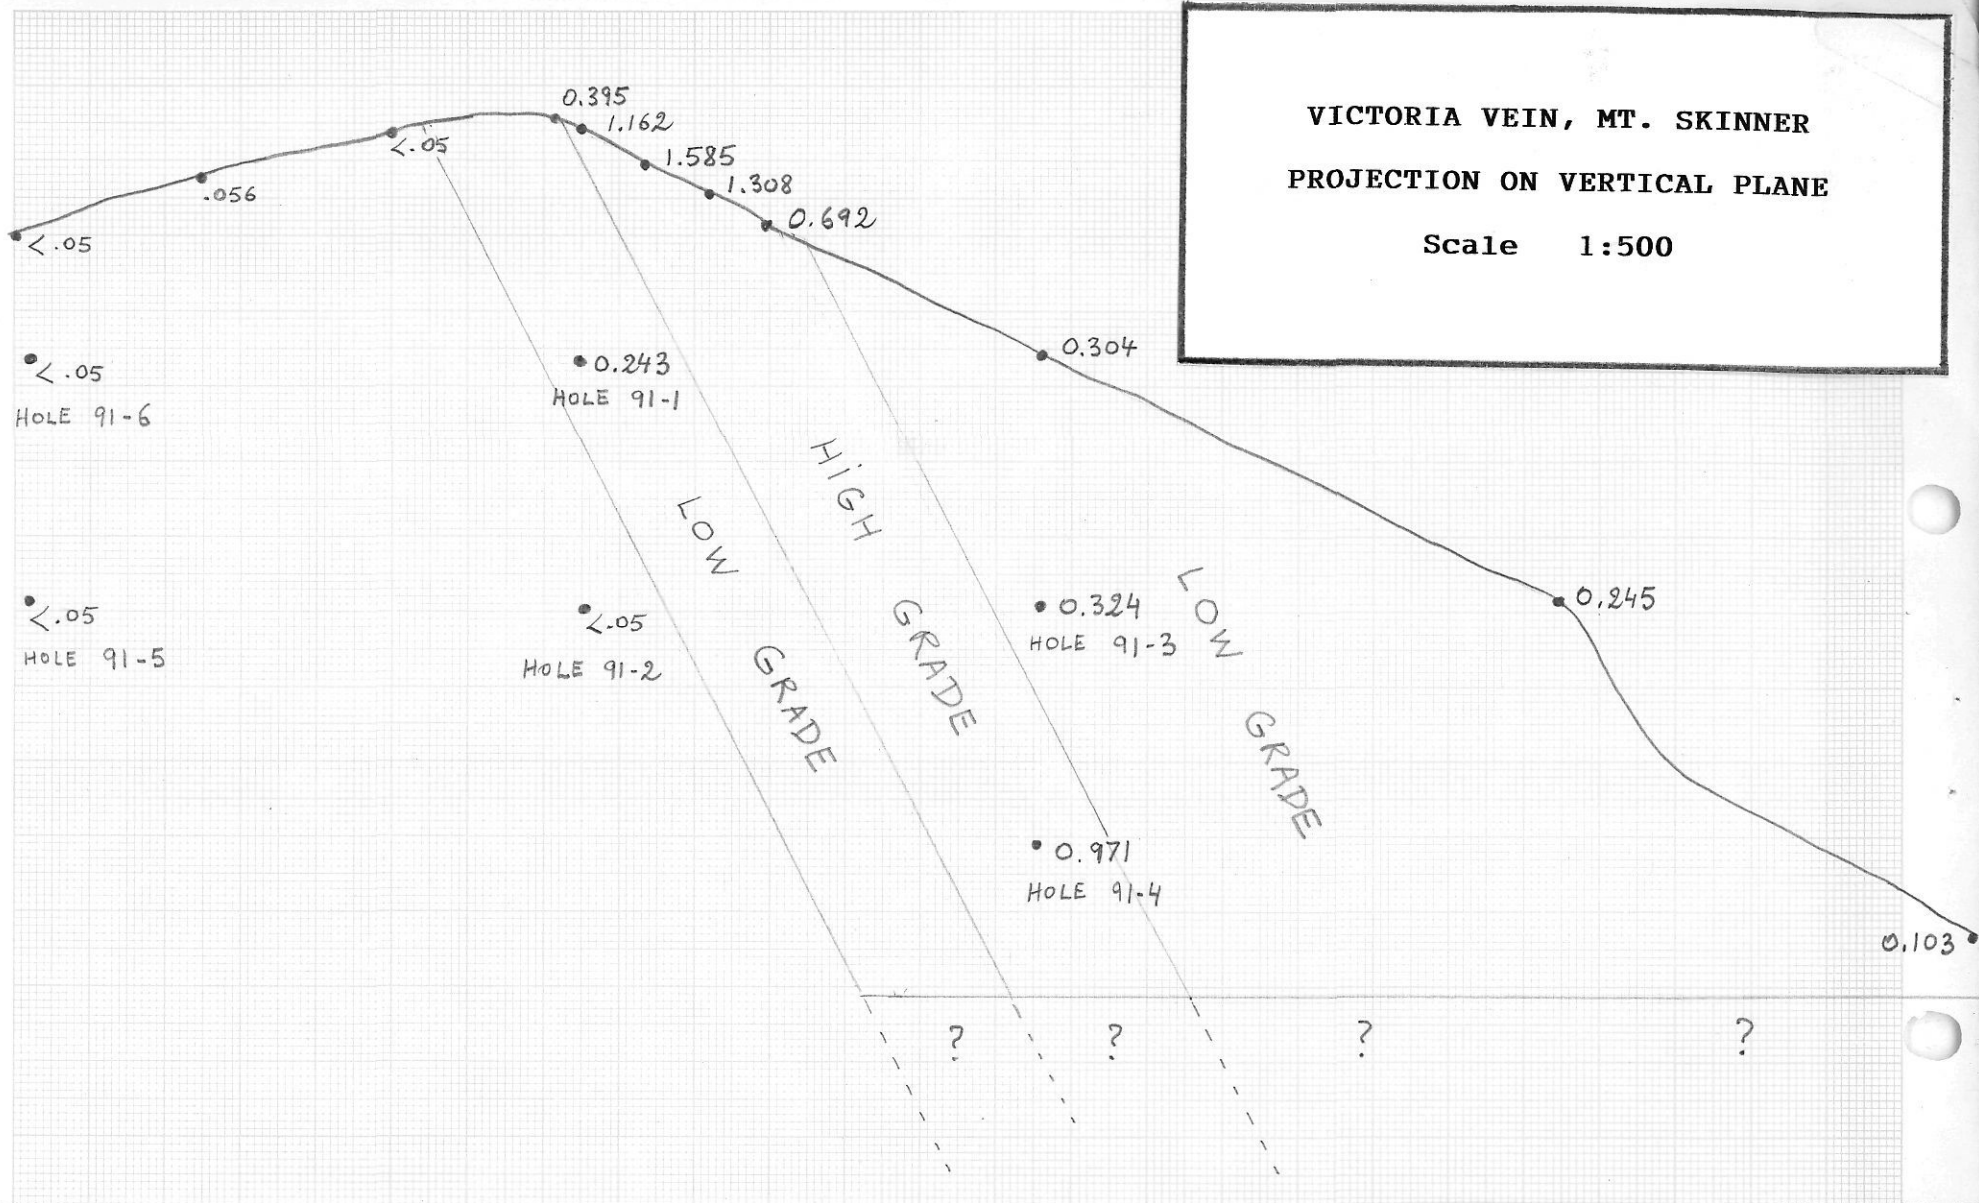 VICTORIA VEIN, MT. SKINNER
PROJECTION ON VERTICAL PLANE
Scale 1:500
0.395
1.162
<.05
1.585
1.308
.056
0.692
<.05
0.304
<.05
HOLE 91-6
0.243
HOLE 91-1
HIGH GRADE
LOW GRADE
LOW GRADE
<.05
HOLE 91-5
<.05
HOLE 91-2
0.324
HOLE 91-3
0.245
0.971
HOLE 91-4
0.103
? ? ? ?